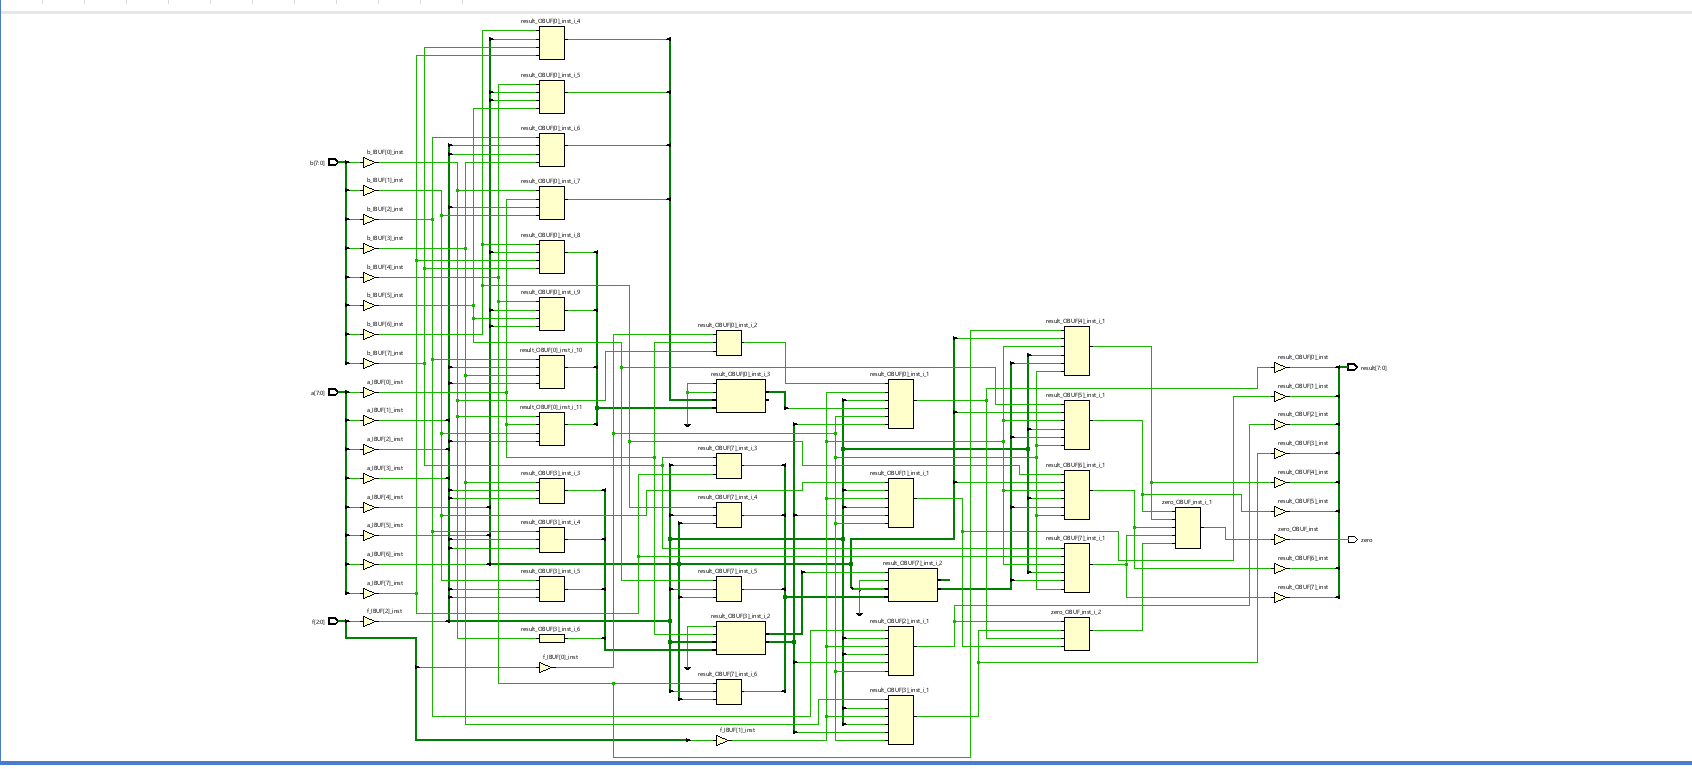 result_OBUF[0]_inst_i_4
result_OBUF[0]_inst_i_5
result_OBUF[0]_inst_i_6
result_OBUF[0]_inst_i_7
result_OBUF[0]_inst_i_8
result_OBUF[0]_inst_i_9
result_OBUF[0]_inst_i_10
result_OBUF[0]_inst_i_11
result_OBUF[3]_inst_i_3
result_OBUF[3]_inst_i_4
result_OBUF[3]_inst_i_5
result_OBUF[3]_inst_i_6
f_IBUF[0]_inst
b[7:0]
b_IBUF[0]_inst
b_IBUF[1]_inst
b_IBUF[2]_inst
b_IBUF[3]_inst
b_IBUF[4]_inst
b_IBUF[5]_inst
b_IBUF[6]_inst
b_IBUF[7]_inst
a[7:0]
a_IBUF[0]_inst
a_IBUF[1]_inst
a_IBUF[2]_inst
a_IBUF[3]_inst
a_IBUF[4]_inst
a_IBUF[5]_inst
a_IBUF[6]_inst
a_IBUF[7]_inst
f[2:0]
f_IBUF[2]_inst
result_OBUF[0]_inst_i_2
result_OBUF[0]_inst_i_3
result_OBUF[7]_inst_i_3
result_OBUF[7]_inst_i_4
result_OBUF[7]_inst_i_5
result_OBUF[3]_inst_i_2
result_OBUF[7]_inst_i_6
f_IBUF[1]_inst
result_OBUF[0]_inst_i_1
result_OBUF[1]_inst_i_1
result_OBUF[7]_inst_i_2
result_OBUF[2]_inst_i_1
result_OBUF[3]_inst_i_1
result_OBUF[4]_inst_i_1
result_OBUF[5]_inst_i_1
result_OBUF[6]_inst_i_1
result_OBUF[7]_inst_i_1
zero_OBUF_inst_i_2
zero_OBUF_inst_i_1
result_OBUF[0]_inst
result[7:0]
result_OBUF[1]_inst
result_OBUF[2]_inst
result_OBUF[3]_inst
result_OBUF[4]_inst
result_OBUF[5]_inst
zero_OBUF_inst
zero
result_OBUF[6]_inst
result_OBUF[7]_inst